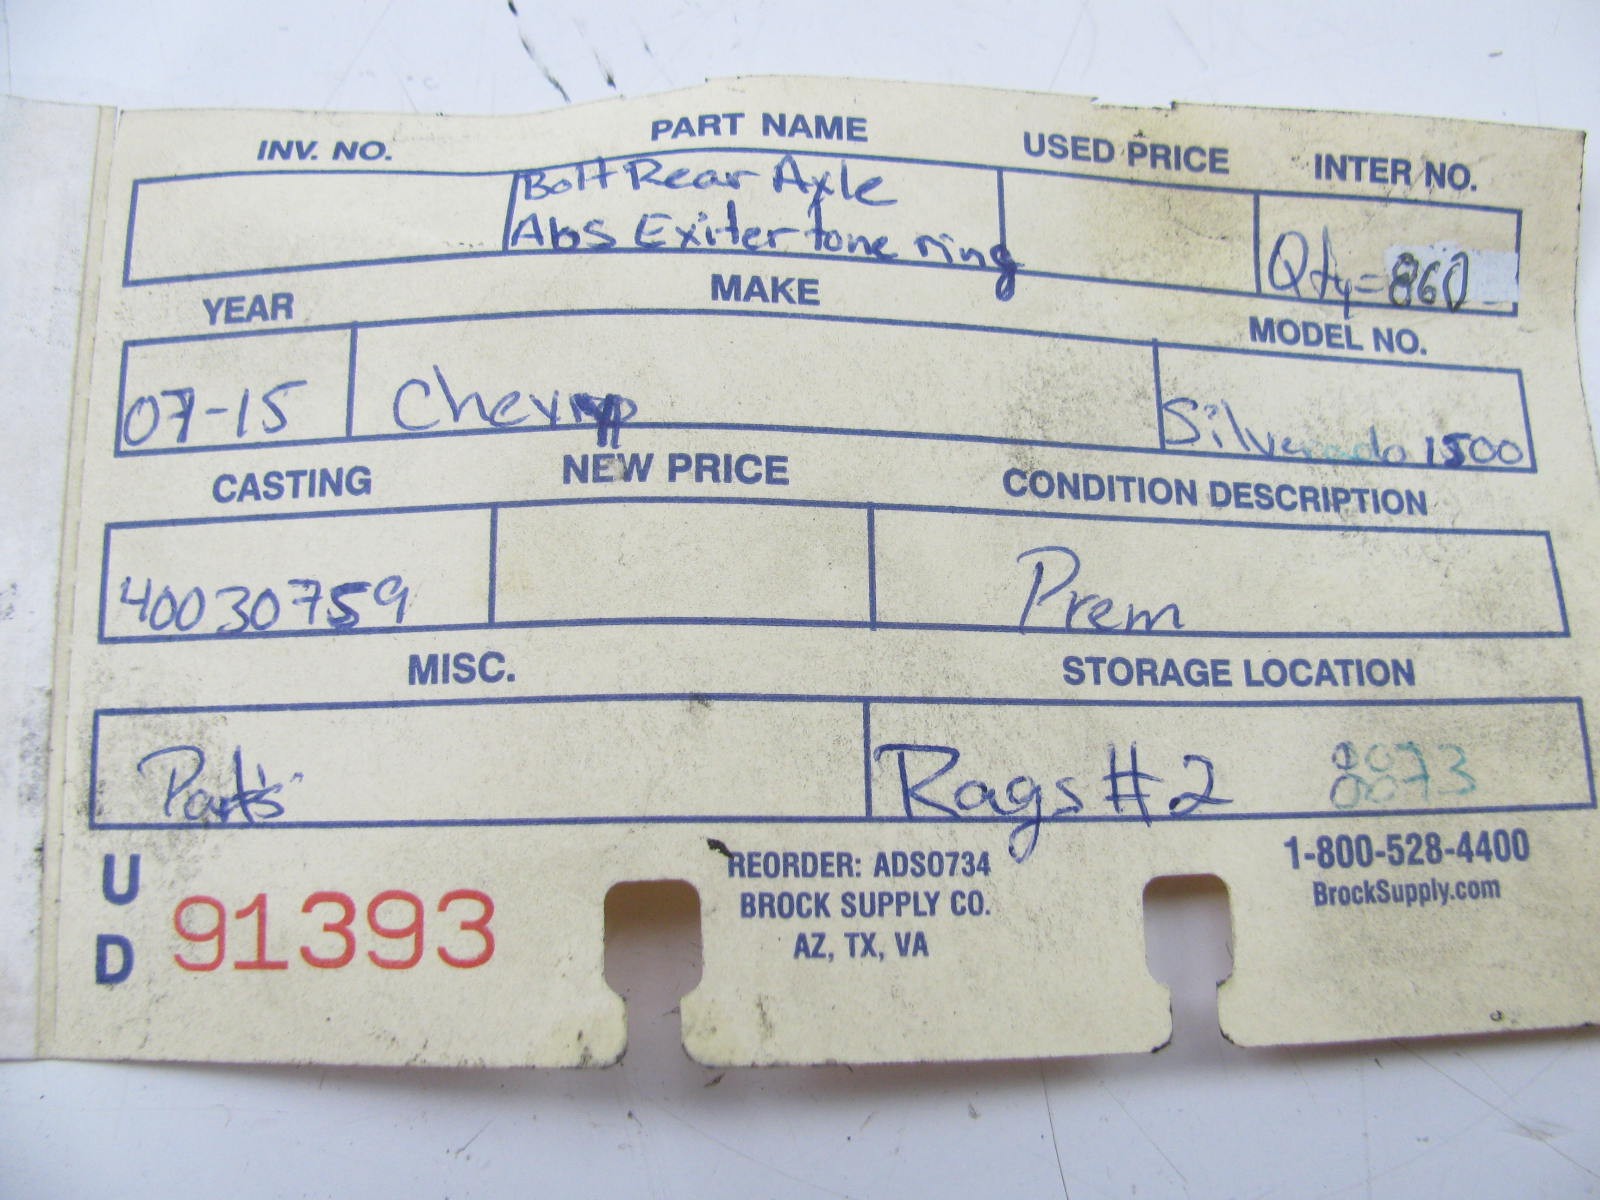 INV. NO. PART NAME USED PRICE INTER NO.
Bolt Rear Axle
Abs Exiter tone ring
Qty=860
YEAR MAKE MODEL NO.
07-15 Silverado 1500
CASTING NEW PRICE CONDITION DESCRIPTION
40030759 Prem
MISC. STORAGE LOCATION
Parts Rags #2 0073
U D 91393
REORDER: ADSO734
BROCK SUPPLY CO.
AZ, TX, VA
1-800-528-4400
BrockSupply.com